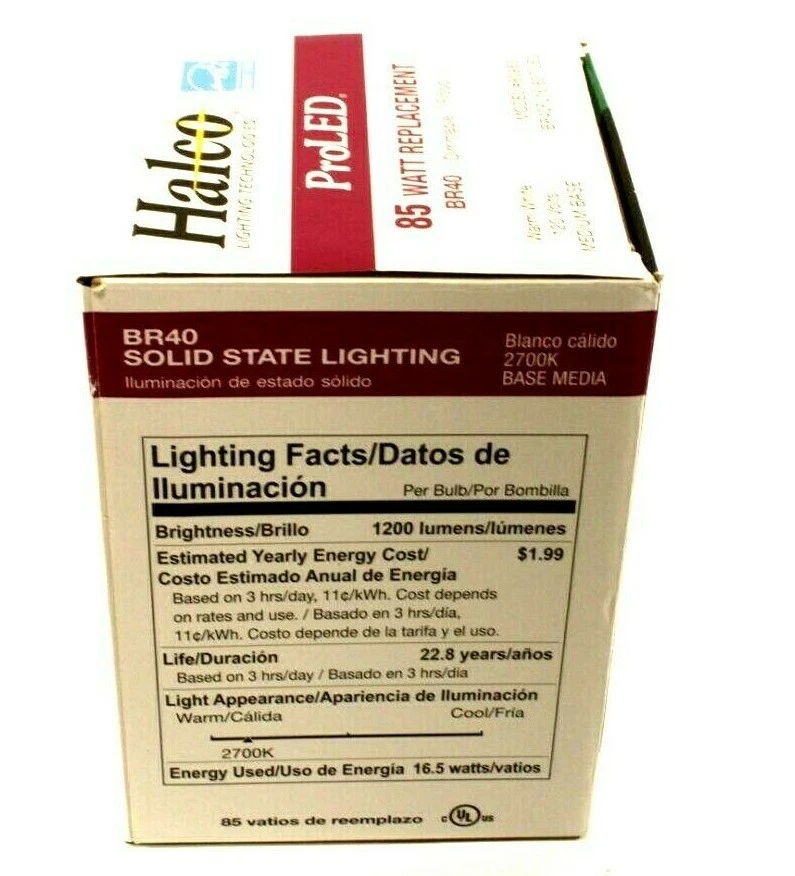 Halco
LIGHTING TECHNOLOGIES
ProLED.
85 WATT REPLACEMENT
BR40 Dimmable Flood
Warm White
120 Volts
MEDIUM BASE
BR40
SOLID STATE LIGHTING
Iluminación de estado sólido
Blanco cálido
2700K
BASE MEDIA
Lighting Facts/Datos de
Iluminación Per Bulb/Por Bombilla
Brightness/Brillo 1200 lumens/lúmenes
Estimated Yearly Energy Cost/ $1.99
Costo Estimado Anual de Energía
Based on 3 hrs/day, 11¢/kWh. Cost depends
on rates and use. / Basado en 3 hrs/día,
11¢/kWh. Costo depende de la tarifa y el uso.
Life/Duración 22.8 years/años
Based on 3 hrs/day / Basado en 3 hrs/día
Light Appearance/Apariencia de Iluminación
Warm/Cálida Cool/Fría
2700K
Energy Used/Uso de Energía 16.5 watts/vatios
85 vatios de reemplazo c UL us